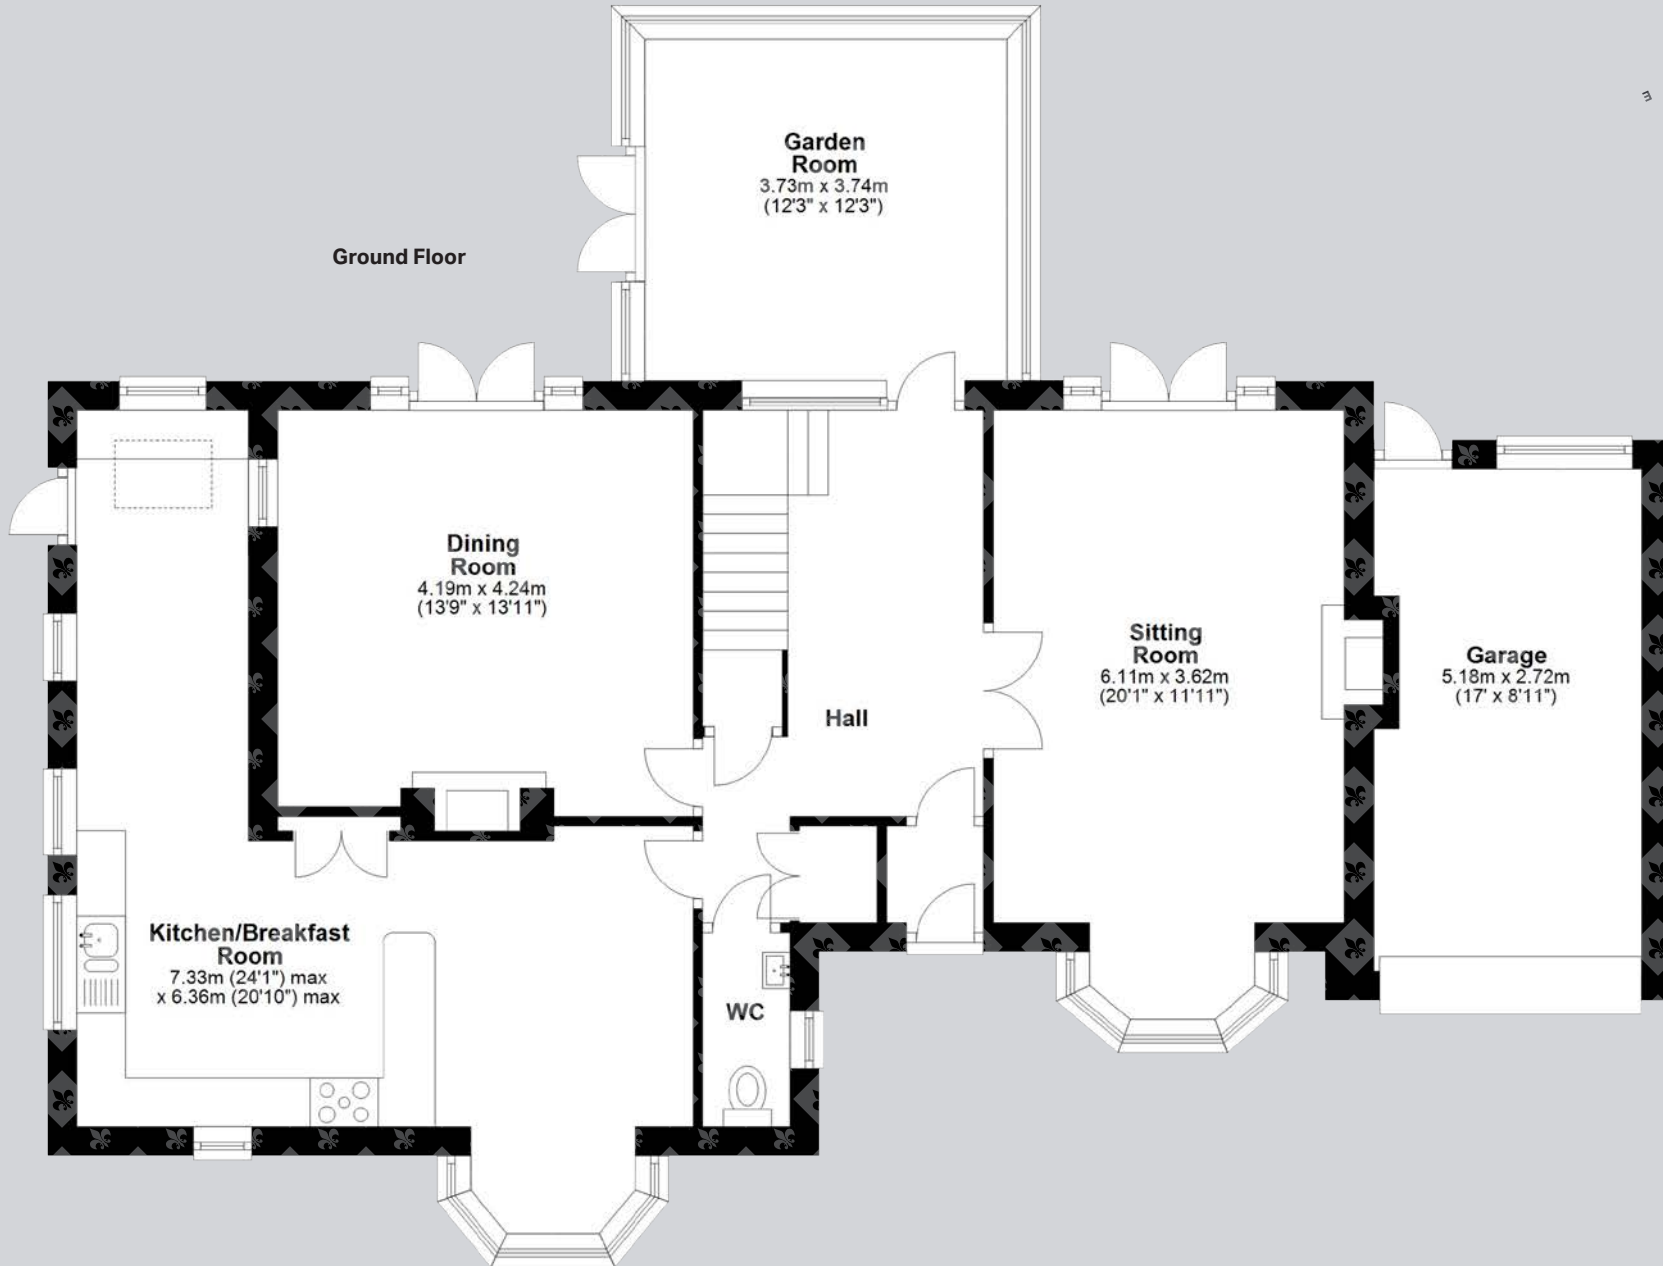 Garden
Room
3.73m x 3.74m
(12'3" x 12'3")
Ground Floor
Dining
Room
4.19m x 4.24m
(13'9" x 13'11")
Sitting
Room
6.11m x 3.62m
(20'1" x 11'11")
Garage
5.18m x 2.72m
(17' x 8'11")
Hall
Kitchen/Breakfast
Room
7.33m (24'1") max
x 6.36m (20'10") max
WC